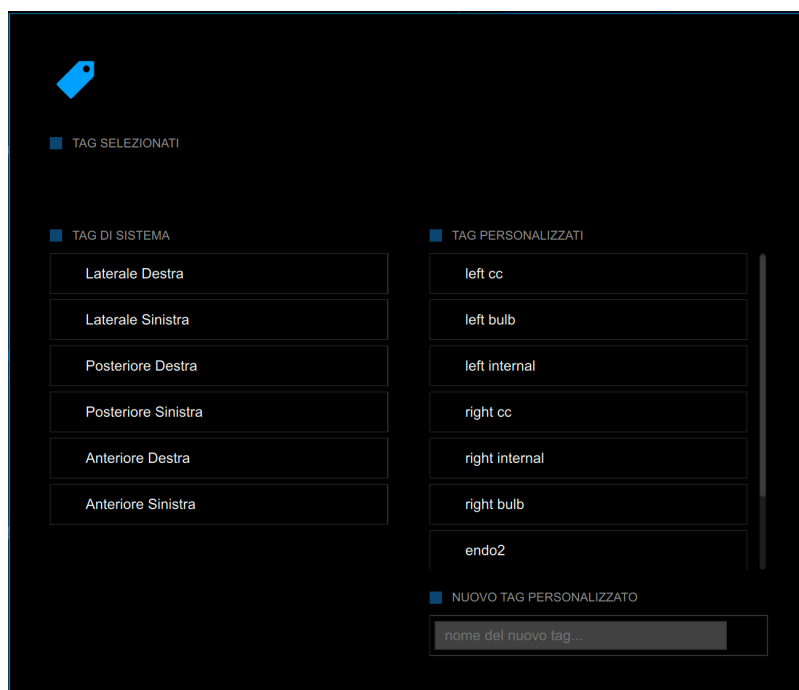 TAG SELEZIONATI
TAG DI SISTEMA
Laterale Destra
Laterale Sinistra
Posteriore Destra
Posteriore Sinistra
Anteriore Destra
Anteriore Sinistra
TAG PERSONALIZZATI
left cc
left bulb
left internal
right cc
right internal
right bulb
endo2
NUOVO TAG PERSONALIZZATO
nome del nuovo tag...